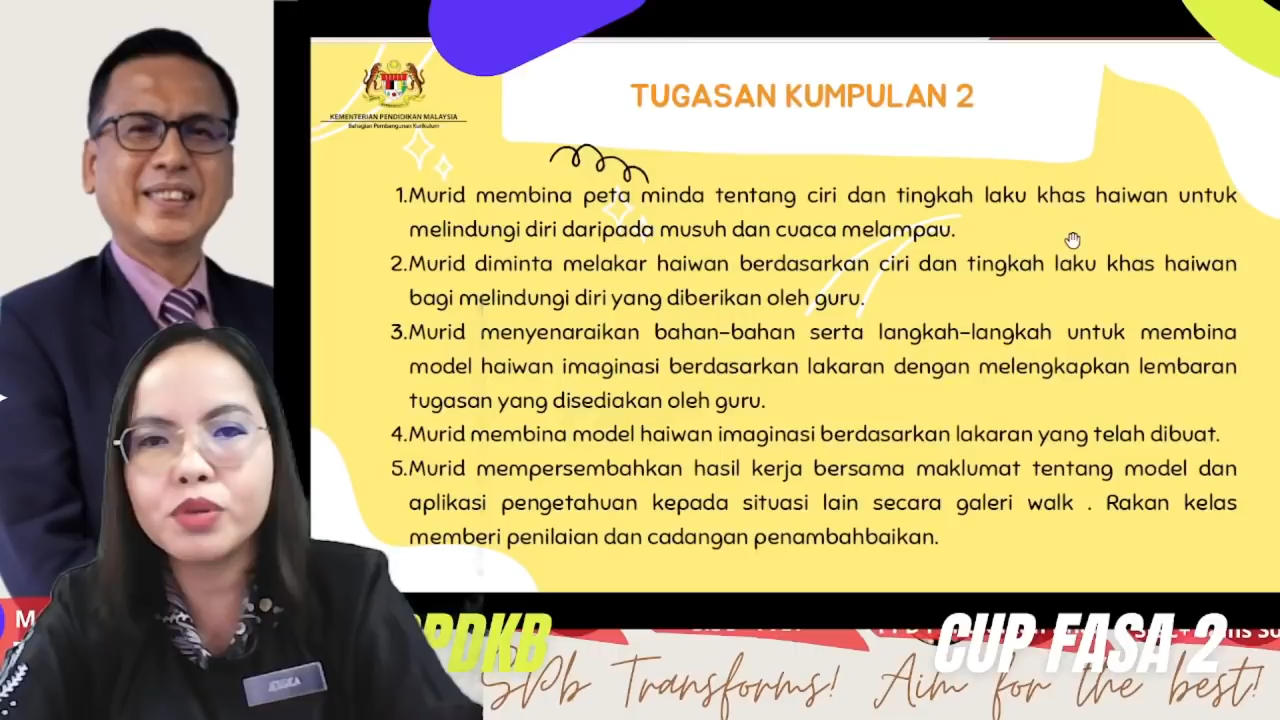 KEMENTERIAN PENDIDIKAN MALAYSIA
Bahagian Pembangunan Kurikulum
TUGASAN KUMPULAN 2
1.Murid membina peta minda tentang ciri dan tingkah laku khas haiwan untuk
melindungi diri daripada musuh dan cuaca melampau.
2.Murid diminta melakar haiwan berdasarkan ciri dan tingkah laku khas haiwan
bagi melindungi diri yang diberikan oleh guru.
3.Murid menyenaraikan bahan-bahan serta langkah-langkah untuk membina
model haiwan imaginasi berdasarkan lakaran dengan melengkapkan lembaran
tugasan yang disediakan oleh guru.
4.Murid membina model haiwan imaginasi berdasarkan lakaran yang telah dibuat.
5.Murid mempersembahkan hasil kerja bersama maklumat tentang model dan
aplikasi pengetahuan kepada situasi lain secara galeri walk . Rakan kelas
memberi penilaian dan cadangan penambahbaikan.
CUP FASA 2
Transforms! Aim for the best!